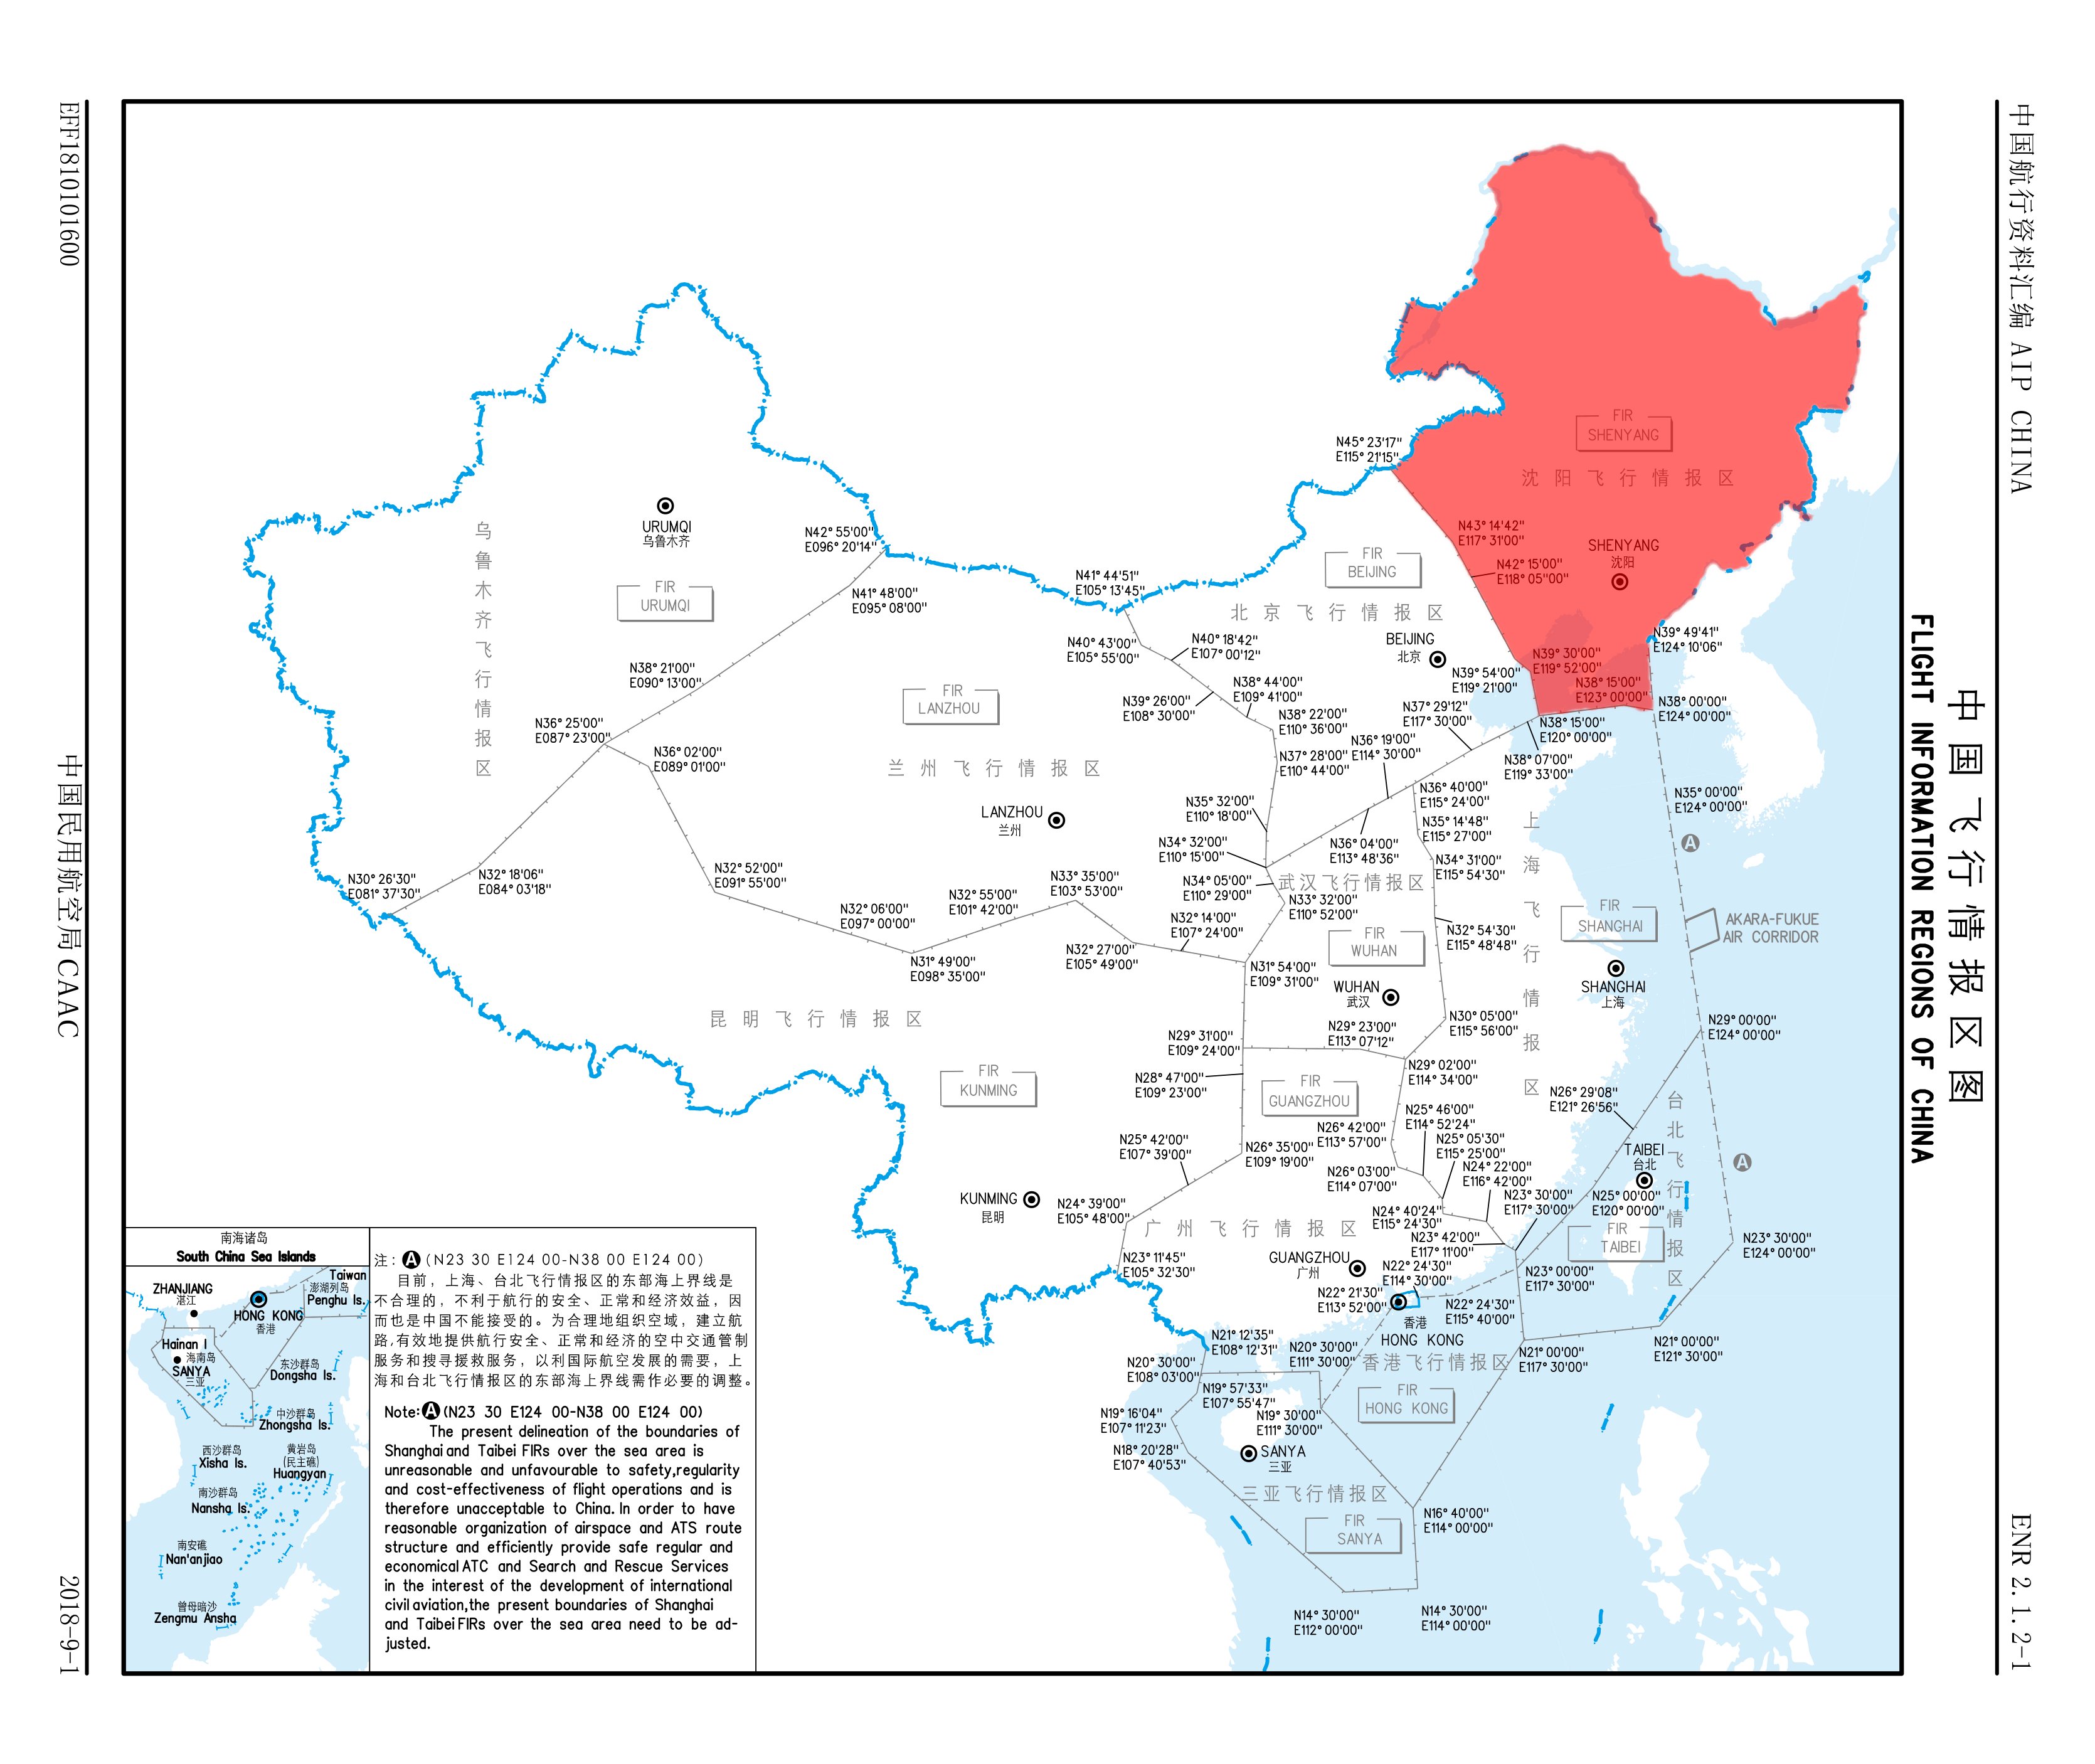 中国航行资料汇编 AIP CHINA
ENR 2.1.2-1
中国飞行情报区图
FLIGHT INFORMATION REGIONS OF CHINA
EFF1810101600
中国民用航空局CAAC
2018-9-1
FIR
SHENYANG
沈阳飞行情报区
N45° 23'17"
E115° 21'15"
N43° 14'42"
E117° 31'00"
N42° 15'00"
E118° 05'00"
SHENYANG
沈阳
N39° 49'41"
E124° 10'06"
N39° 30'00"
E119° 52'00"
N38° 15'00"
E123° 00'00"
N38° 00'00"
E124° 00'00"
N39° 54'00"
E119° 21'00"
N38° 15'00"
E120° 00'00"
N38° 07'00"
E119° 33'00"
FIR
BEIJING
北京飞行情报区
BEIJING
北京
URUMQI
乌鲁木齐
FIR
URUMQI
乌鲁木齐飞行情报区
N42° 55'00"
E096° 20'14"
N41° 48'00"
E095° 08'00"
N38° 21'00"
E090° 13'00"
N36° 25'00"
E087° 23'00"
N36° 02'00"
E089° 01'00"
N32° 18'06"
E084° 03'18"
N30° 26'30"
E081° 37'30"
N32° 52'00"
E091° 55'00"
N32° 06'00"
E097° 00'00"
N31° 49'00"
E098° 35'00"
N32° 55'00"
E101° 42'00"
N33° 35'00"
E103° 53'00"
N32° 27'00"
E105° 49'00"
N32° 14'00"
E107° 24'00"
N41° 44'51"
E105° 13'45"
N40° 43'00"
E105° 55'00"
N40° 18'42"
E107° 00'12"
N39° 26'00"
E108° 30'00"
N38° 44'00"
E109° 41'00"
N38° 22'00"
E110° 36'00"
N37° 28'00"
E110° 44'00"
N35° 32'00"
E110° 18'00"
N34° 32'00"
E110° 15'00"
N34° 05'00"
E110° 29'00"
N33° 32'00"
E110° 52'00"
N31° 54'00"
E109° 31'00"
FIR
LANZHOU
兰州飞行情报区
LANZHOU
兰州
N37° 29'12"
E117° 30'00"
N36° 19'00"
E114° 30'00"
N36° 40'00"
E115° 24'00"
N36° 04'00"
E113° 48'36"
N35° 14'48"
E115° 27'00"
N34° 31'00"
E115° 54'30"
N32° 54'30"
E115° 48'48"
N30° 05'00"
E115° 56'00"
武汉飞行情报区
FIR
WUHAN
WUHAN
武汉
N29° 23'00"
E113° 07'12"
N29° 31'00"
E109° 24'00"
N29° 02'00"
E114° 34'00"
N28° 47'00"
E109° 23'00"
上海飞行情报区
FIR
SHANGHAI
SHANGHAI
上海
N35° 00'00"
E124° 00'00"
A
AKARA-FUKUE
AIR CORRIDOR
N29° 00'00"
E124° 00'00"
昆明飞行情报区
FIR
KUNMING
KUNMING
昆明
FIR
GUANGZHOU
广州飞行情报区
GUANGZHOU
广州
N26° 42'00"
E113° 57'00"
N26° 35'00"
E109° 19'00"
N26° 03'00"
E114° 07'00"
N25° 46'00"
E114° 52'24"
N25° 05'30"
E115° 25'00"
N24° 22'00"
E116° 42'00"
N24° 40'24"
E115° 24'30"
N23° 42'00"
E117° 11'00"
N23° 30'00"
E117° 30'00"
N23° 00'00"
E117° 30'00"
N25° 42'00"
E107° 39'00"
N24° 39'00"
E105° 48'00"
N23° 11'45"
E105° 32'30"
N26° 29'08"
E121° 26'56"
TAIBEI
台北
N25° 00'00"
E120° 00'00"
FIR
TAIBEI
台北飞行情报区
A
N23° 30'00"
E124° 00'00"
N21° 00'00"
E121° 30'00"
N21° 00'00"
E117° 30'00"
N22° 24'30"
E114° 30'00"
N22° 21'30"
E113° 52'00"
N22° 24'30"
E115° 40'00"
香港
HONG KONG
香港飞行情报区
FIR
HONG KONG
N21° 12'35"
E108° 12'31"
N20° 30'00"
E111° 30'00"
N20° 30'00"
E108° 03'00"
N19° 57'33"
E107° 55'47"
N19° 30'00"
E111° 30'00"
N19° 16'04"
E107° 11'23"
N18° 20'28"
E107° 40'53"
SANYA
三亚
三亚飞行情报区
FIR
SANYA
N16° 40'00"
E114° 00'00"
N14° 30'00"
E112° 00'00"
N14° 30'00"
E114° 00'00"
南海诸岛
South China Sea Islands
ZHANJIANG
湛江
HONG KONG
香港
Taiwan
澎湖列岛
Penghu Is.
Hainan I
海南岛
SANYA
三亚
东沙群岛
Dongsha Is.
中沙群岛
Zhongsha Is.
西沙群岛
Xisha Is.
黄岩岛
(民主礁)
Huangyan
南沙群岛
Nansha Is.
南安礁
Nan'anjiao
曾母暗沙
Zengmu Ansha
注: A (N23 30 E124 00-N38 00 E124 00)
目前，上海、台北飞行情报区的东部海上界线是
不合理的，不利于航行的安全、正常和经济效益，因
而也是中国不能接受的。为合理地组织空域，建立航
路,有效地提供航行安全、正常和经济的空中交通管制
服务和搜寻援救服务，以利国际航空发展的需要，上
海和台北飞行情报区的东部海上界线需作必要的调整。
Note: A (N23 30 E124 00-N38 00 E124 00)
The present delineation of the boundaries of
Shanghai and Taibei FIRs over the sea area is
unreasonable and unfavourable to safety,regularity
and cost-effectiveness of flight operations and is
therefore unacceptable to China. In order to have
reasonable organization of airspace and ATS route
structure and efficiently provide safe regular and
economical ATC and Search and Rescue Services
in the interest of the development of international
civil aviation,the present boundaries of Shanghai
and Taibei FIRs over the sea area need to be ad-
justed.